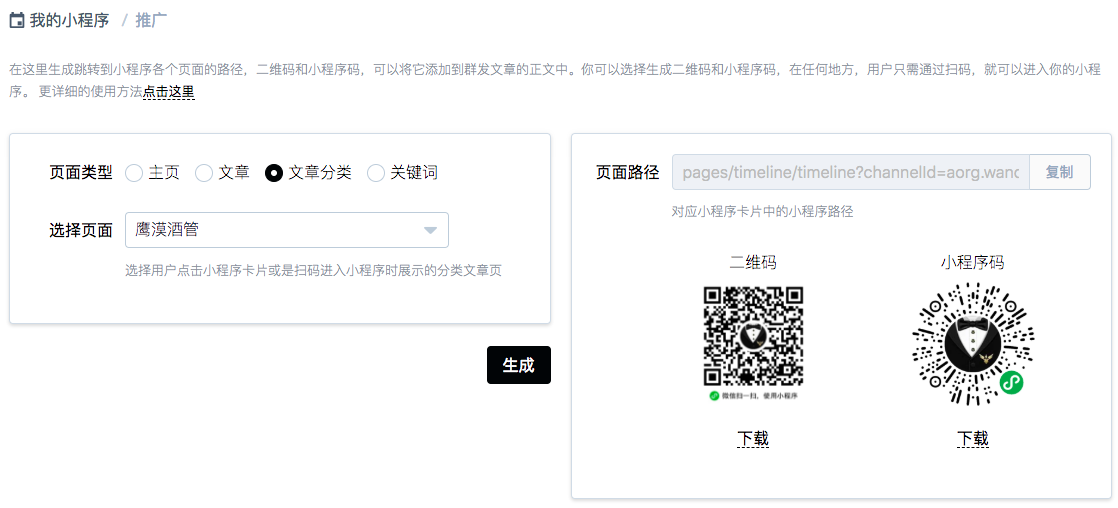 我的小程序 / 推广
在这里生成跳转到小程序各个页面的路径，二维码和小程序码，可以将它添加到群发文章的正文中。你可以选择生成二维码和小程序码，在任何地方，用户只需通过扫码，就可以进入你的小程
序。 更详细的使用方法点击这里
页面类型 主页 文章 文章分类 关键词
选择页面 鹰漠酒管
选择用户点击小程序卡片或是扫码进入小程序时展示的分类文章页
生成
页面路径 pages/timeline/timeline?channelId=aorg.wand 复制
对应小程序卡片中的小程序路径
二维码 小程序码
微信扫一扫，使用小程序
下载 下载